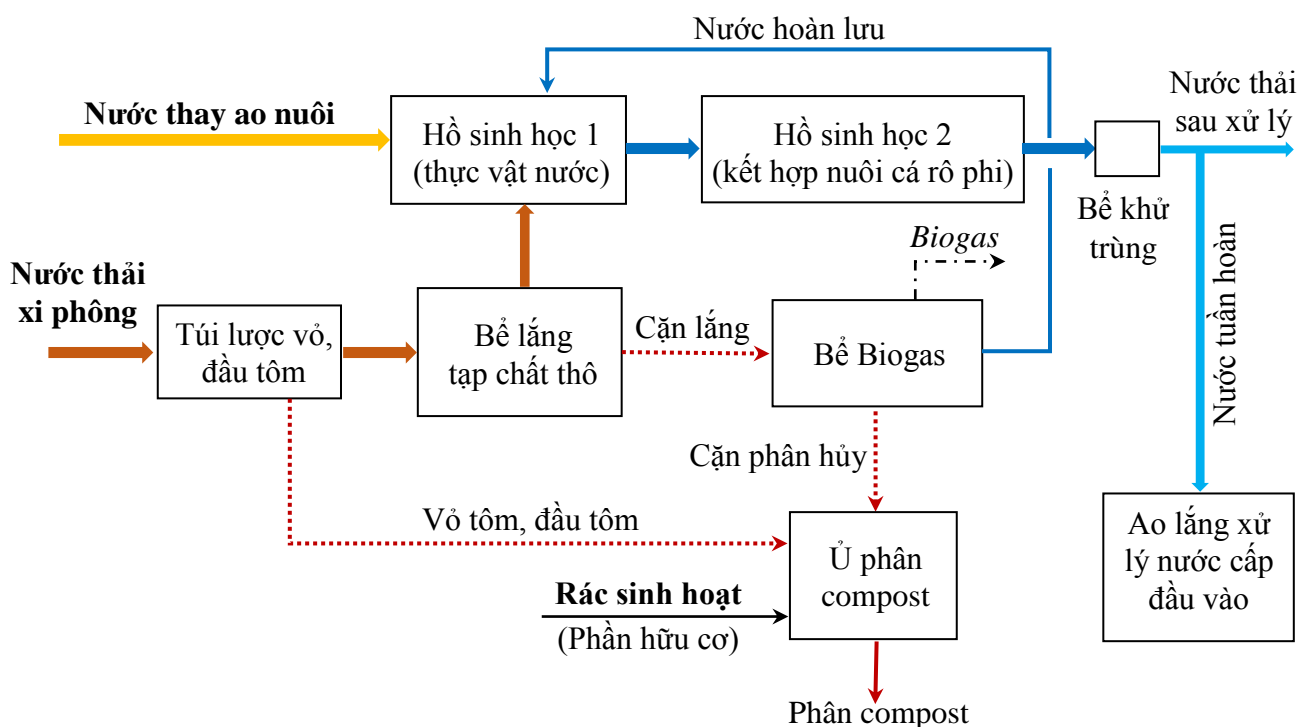 Nước hoàn lưu
Nước thay ao nuôi
Hồ sinh học 1
(thực vật nước)
Hồ sinh học 2
(kết hợp nuôi cá rô phi)
Nước thải
sau xử lý
Bể khử
trùng
Biogas
Nước thải
xi phông
Túi lược vỏ,
đầu tôm
Bể lắng
tạp chất thô
Cặn lắng
Bể Biogas
Nước tuần hoàn
Cặn phân hủy
Vỏ tôm, đầu tôm
Ủ phân
compost
Ao lắng xử
lý nước cấp
đầu vào
Rác sinh hoạt
(Phần hữu cơ)
Phân compost